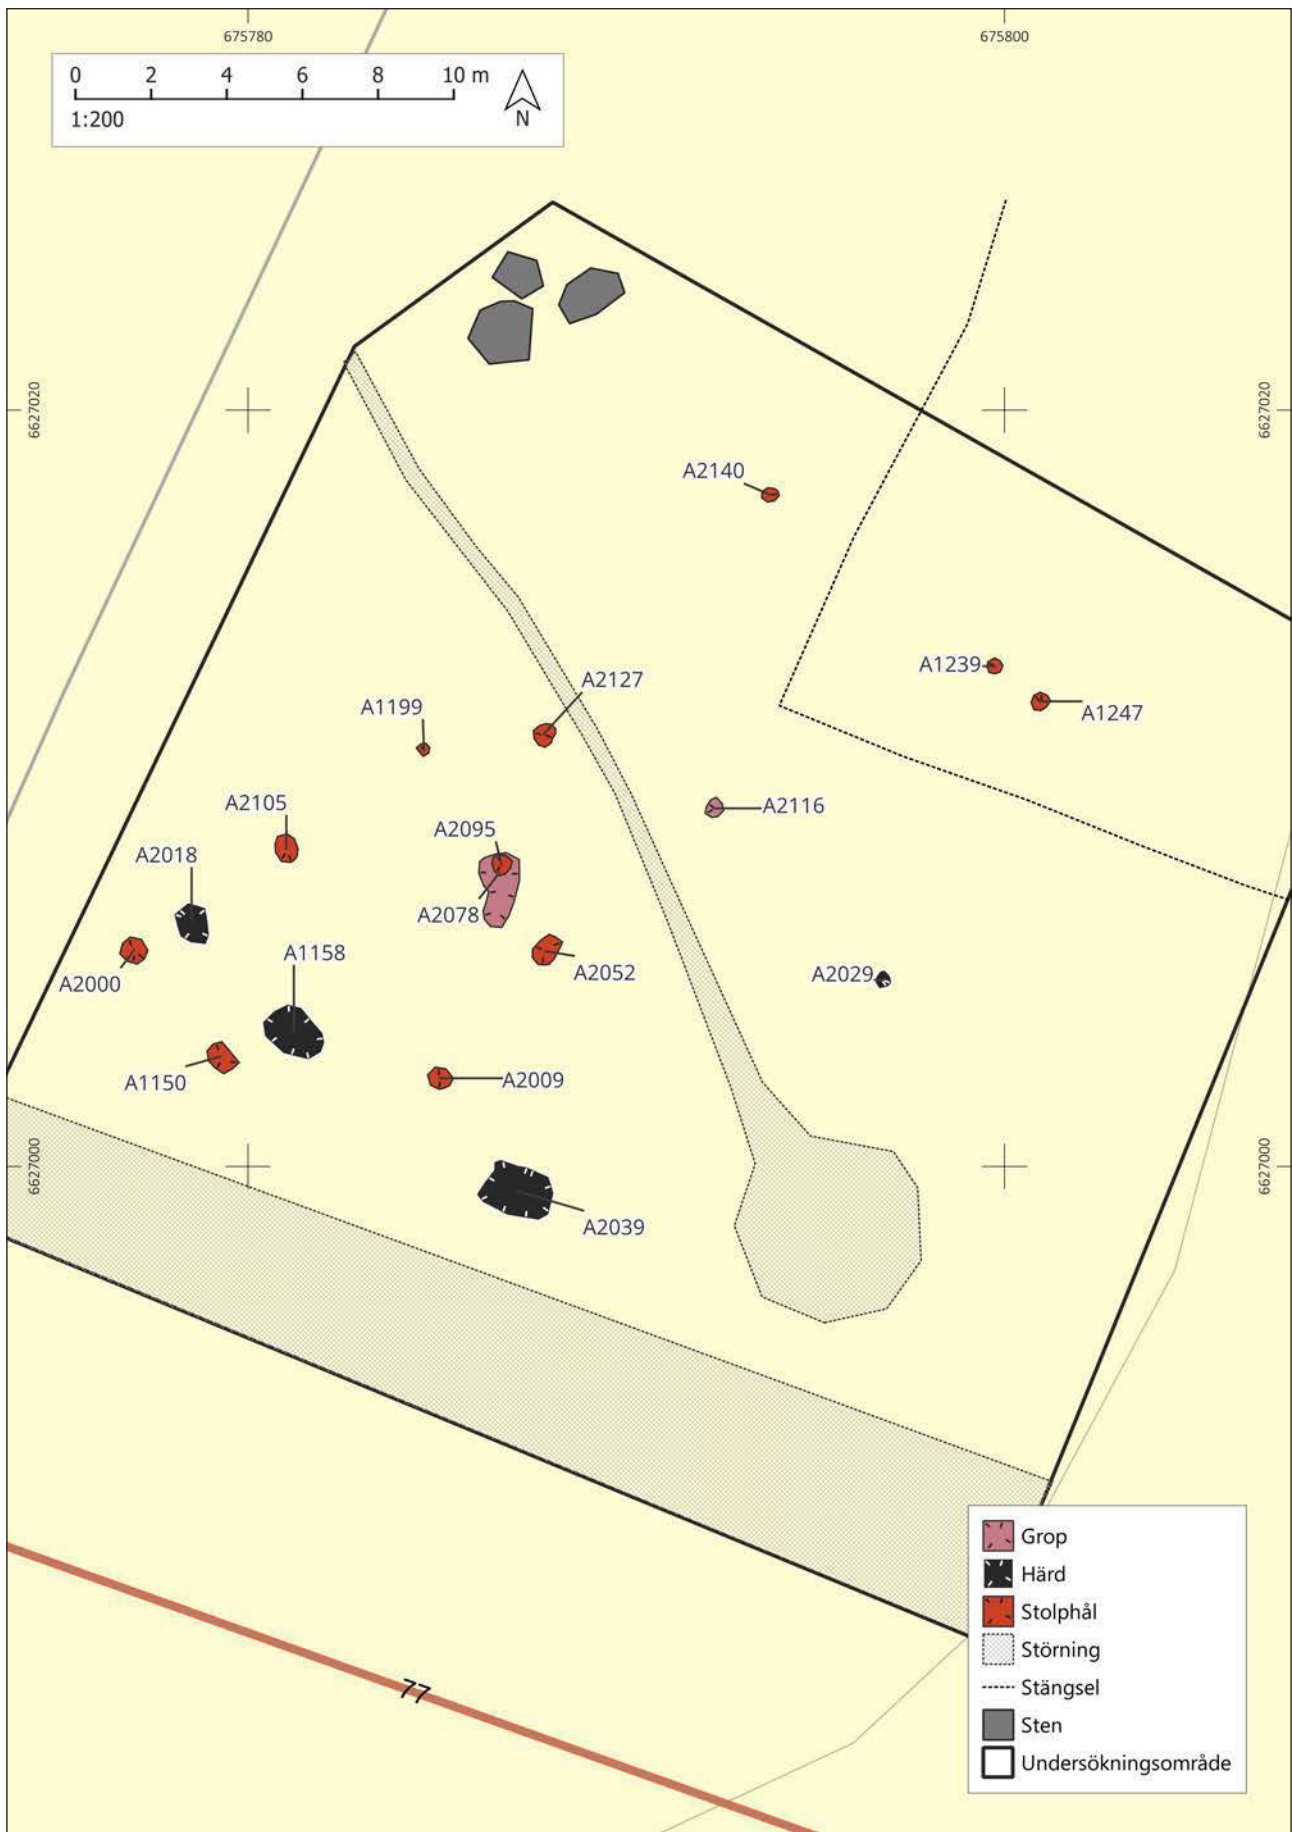 675780
675800
0 2 4 6 8 10 m
1:200
N
6627020
6627020
A2140
A1239
A2127
A1199
A1247
A2105
A2116
A2095
A2018
A2078
A1158
A2052
A2029
A2000
A1150
A2009
6627000
6627000
A2039
Grop
Härd
Stolphål
Störning
Stängsel
77
Sten
Undersökningsområde